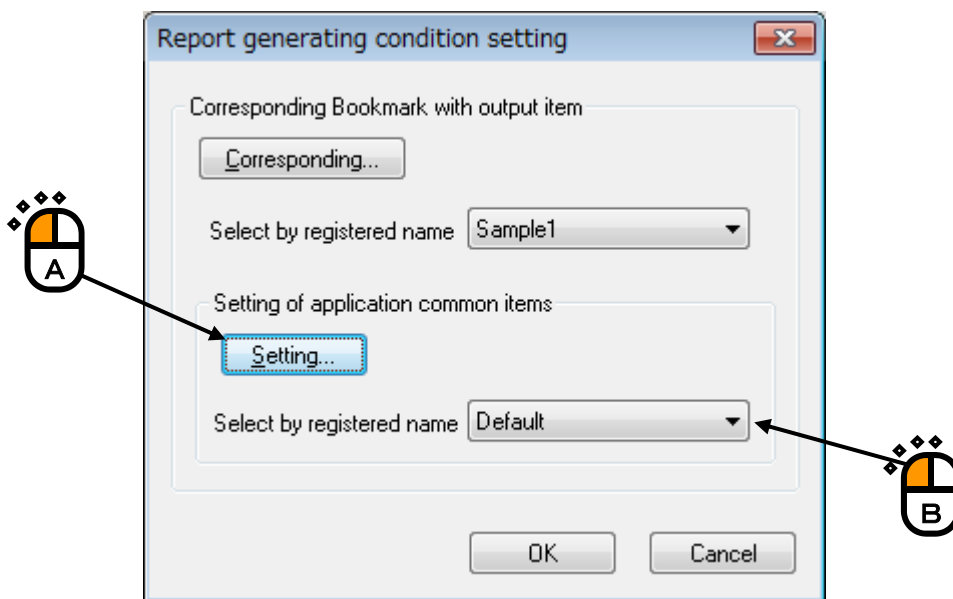 Report generating condition setting
Corresponding Bookmark with output item
Corresponding...
Select by registered name Sample1
A
Setting of application common items
Setting...
Select by registered name Default
B
OK Cancel